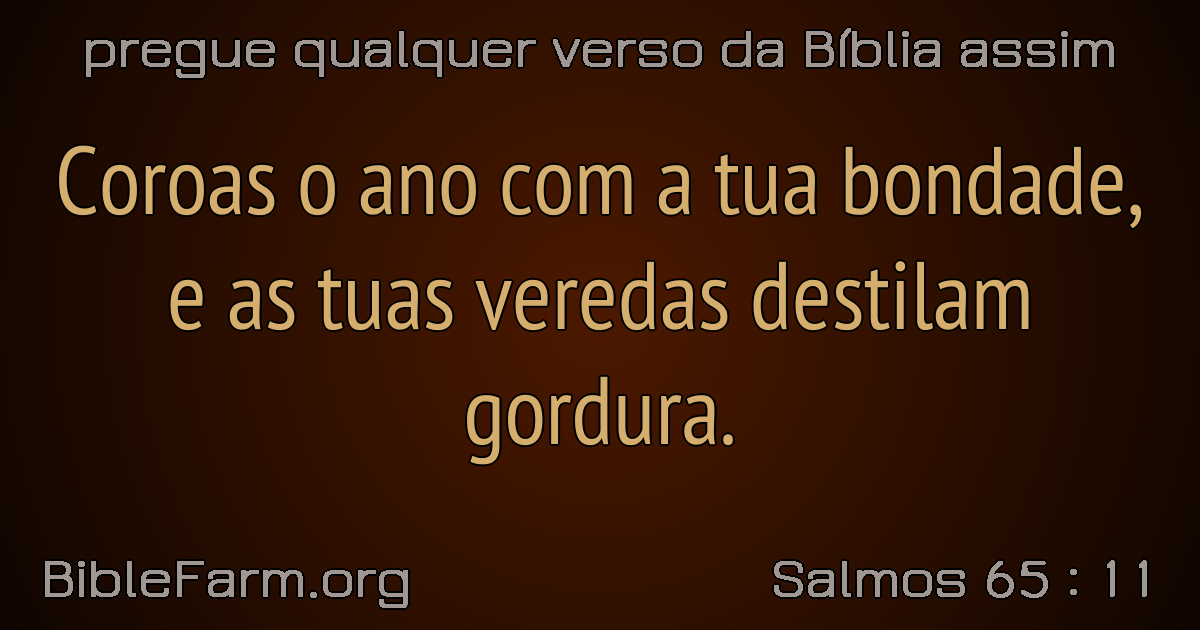 pregue qualquer verso da Bíblia assim
Coroas o ano com a tua bondade,
e as tuas veredas destilam
gordura.
BibleFarm.org
Salmos 65 : 11